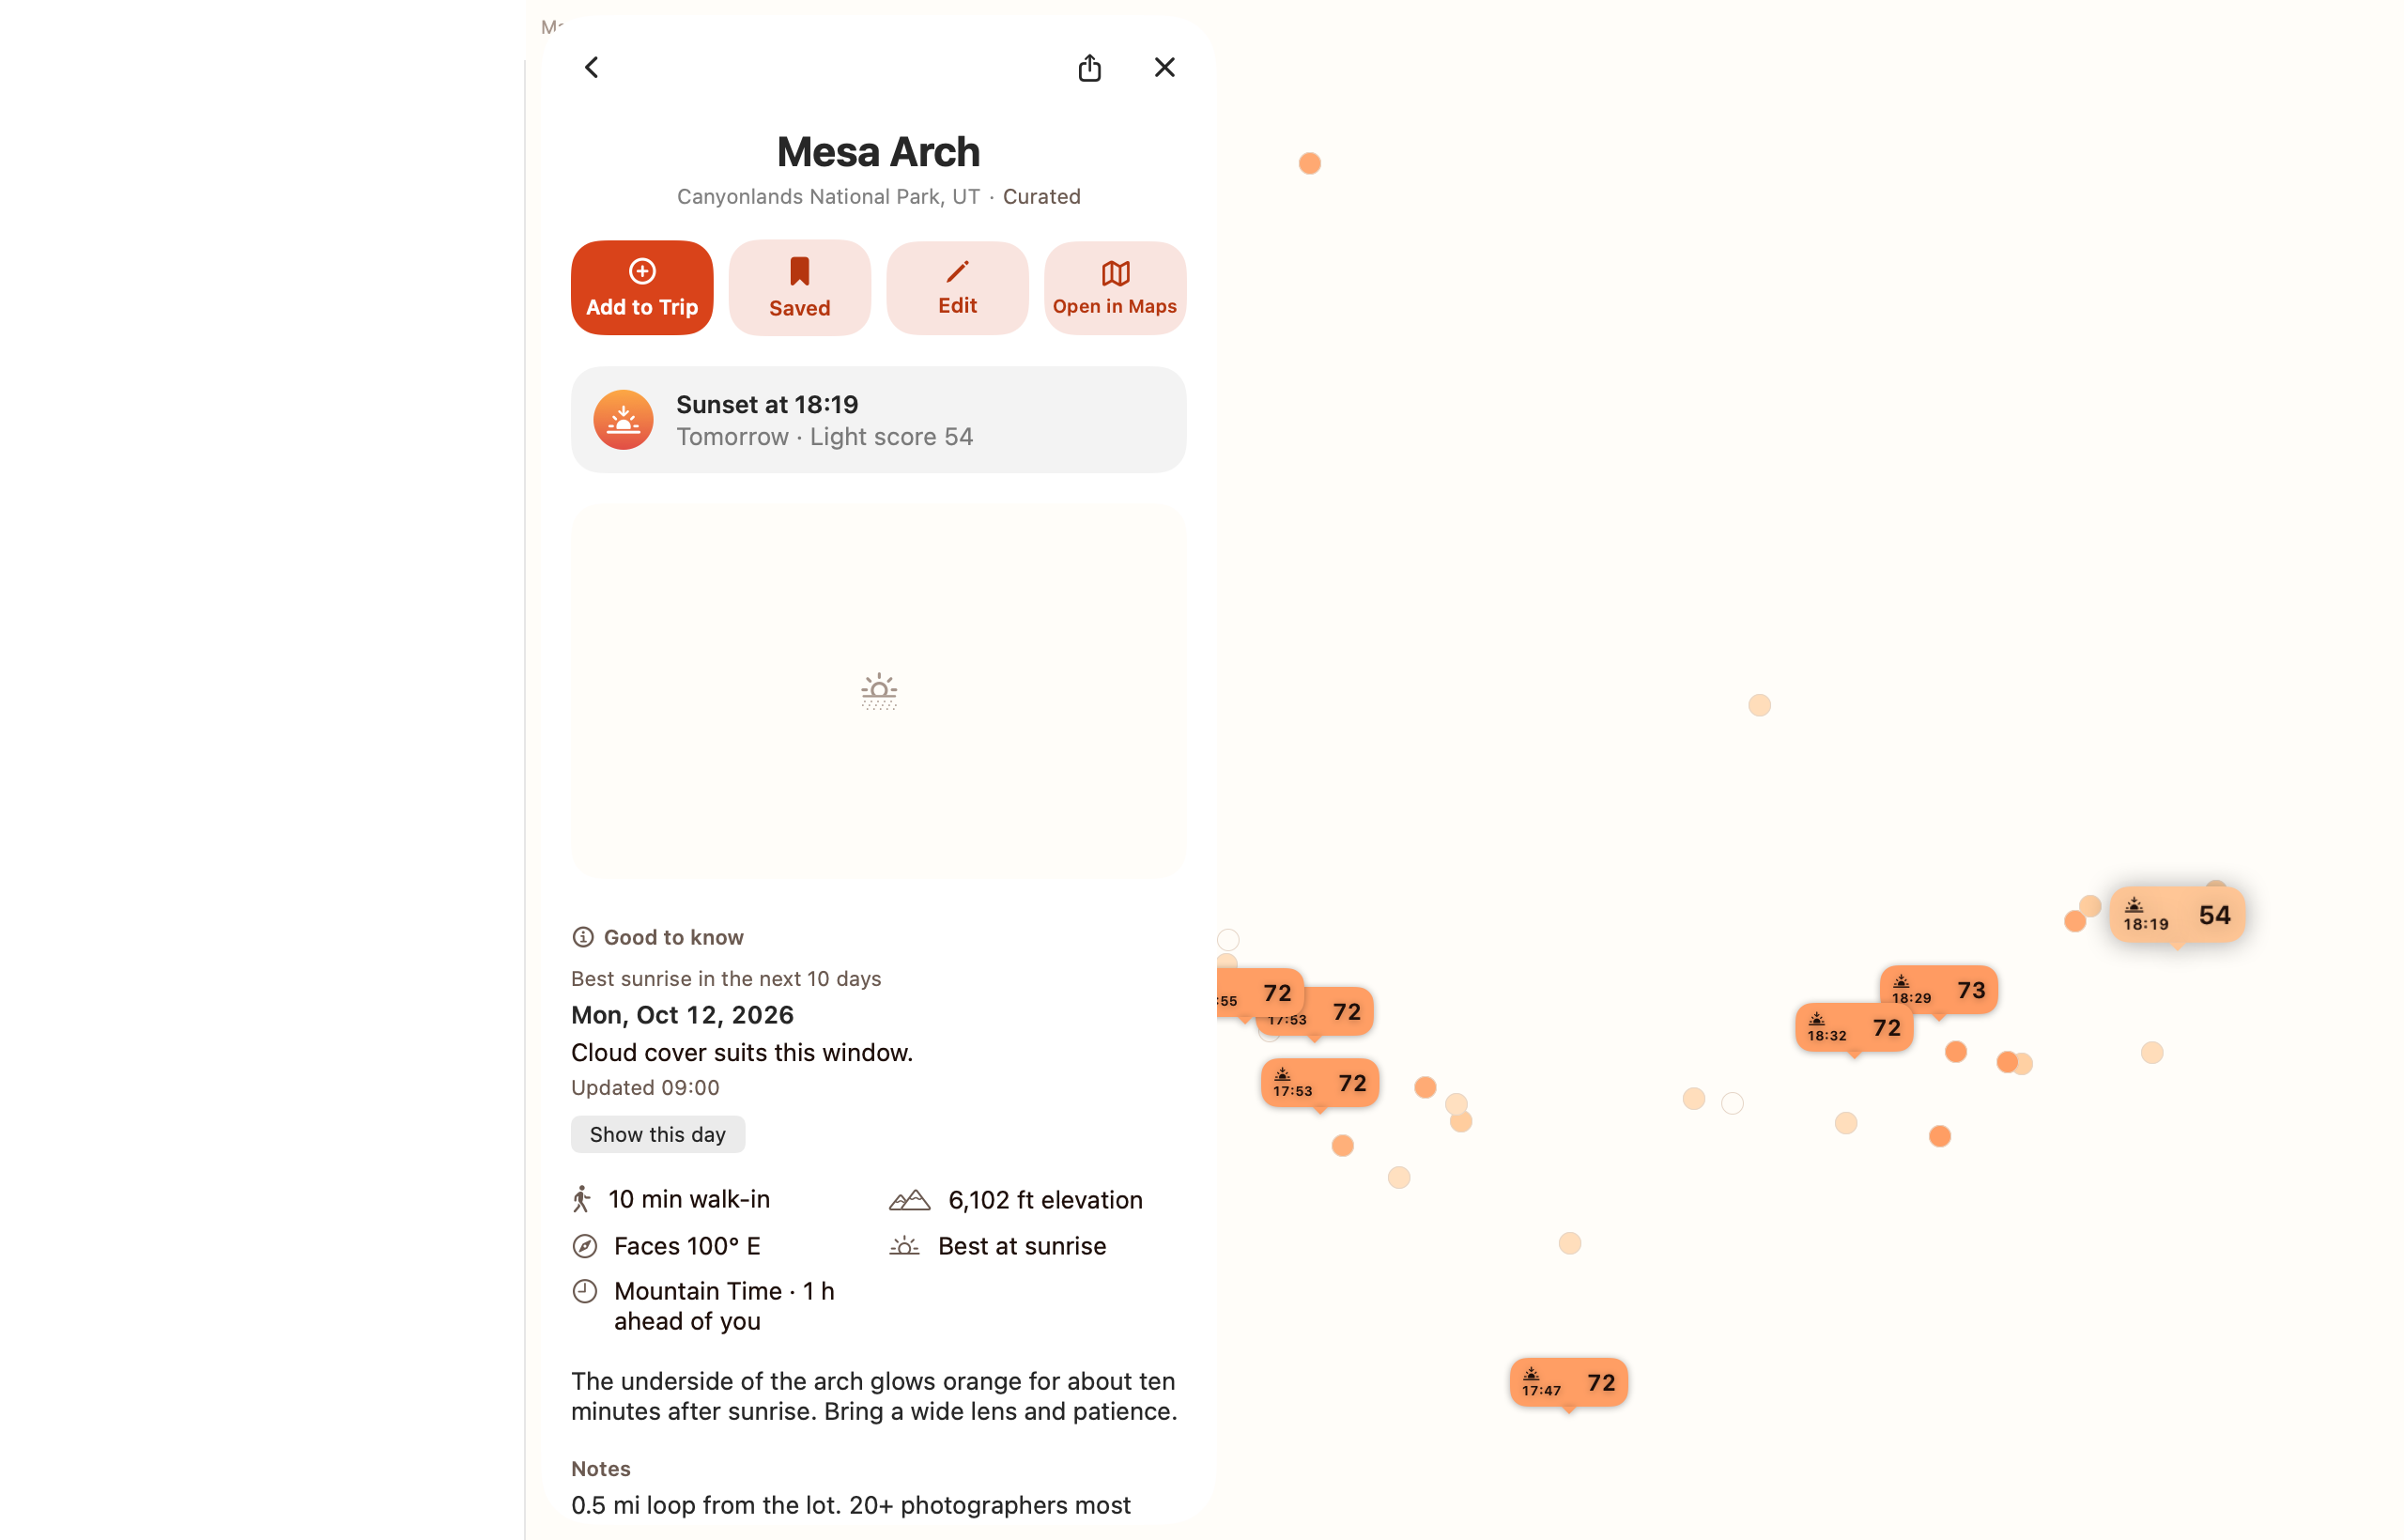 Mesa Arch
Canyonlands National Park, UT · Curated
Add to Trip
Saved
Edit
Open in Maps
Sunset at 18:19
Tomorrow · Light score 54
Good to know
Best sunrise in the next 10 days
Mon, Oct 12, 2026
Cloud cover suits this window.
Updated 09:00
Show this day
10 min walk-in
6,102 ft elevation
Faces 100° E
Best at sunrise
Mountain Time · 1 h
ahead of you
The underside of the arch glows orange for about ten
minutes after sunrise. Bring a wide lens and patience.
Notes
0.5 mi loop from the lot. 20+ photographers most
18:19 54
18:29 73
18:32 72
:55 72
17:53 72
17:53 72
17:47 72